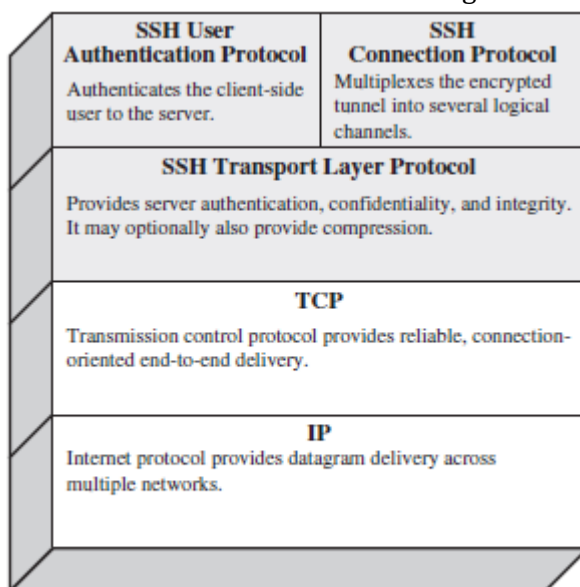 SSH User
Authentication Protocol
Authenticates the client-side
user to the server.
SSH
Connection Protocol
Multiplexes the encrypted
tunnel into several logical
channels.
SSH Transport Layer Protocol
Provides server authentication, confidentiality, and integrity.
It may optionally also provide compression.
TCP
Transmission control protocol provides reliable, connection-
oriented end-to-end delivery.
IP
Internet protocol provides datagram delivery across
multiple networks.